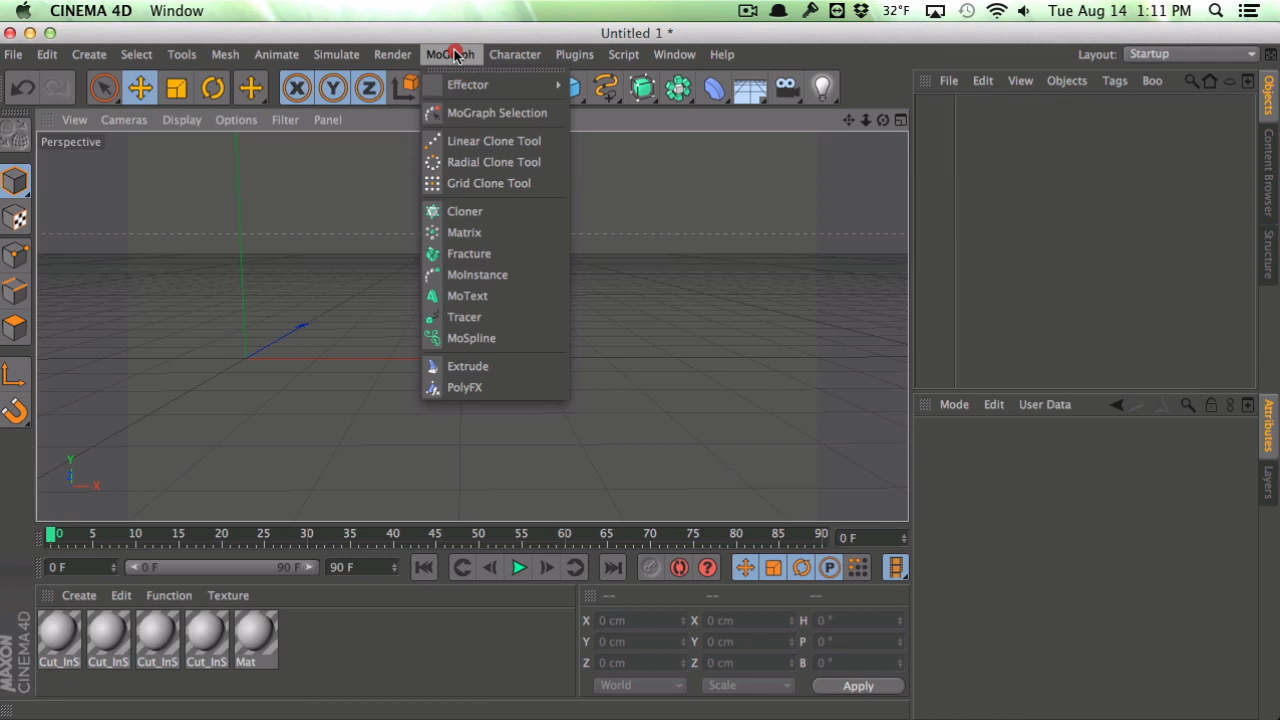 CINEMA 4D Window 32°F Tue Aug 14 1:11 PM
Untitled 1 *
File Edit Create Select Tools Mesh Animate Simulate Render MoGraph Character Plugins Script Window Help Layout: Startup
File Edit View Objects Tags Boo
View Cameras Display Options Filter Panel
Perspective
Effector
MoGraph Selection
Linear Clone Tool
Radial Clone Tool
Grid Clone Tool
Cloner
Matrix
Fracture
MoInstance
MoText
Tracer
MoSpline
Extrude
PolyFX
X Y Z
Y
X
Objects
Content Browser
Structure
Mode Edit User Data
Attributes
Layers
0 5 10 15 20 25 30 35 40 45 50 55 60 65 70 75 80 85 90 0 F
0 F 0 F 90 F 90 F
P
Create Edit Function Texture
-- -- --
X 0 cm X 0 cm H 0 °
Y 0 cm Y 0 cm P 0 °
Z 0 cm Z 0 cm B 0 °
World Scale Apply
Cut_InS Cut_InS Cut_InS Cut_InS Mat
MAXON
CINEMA 4D